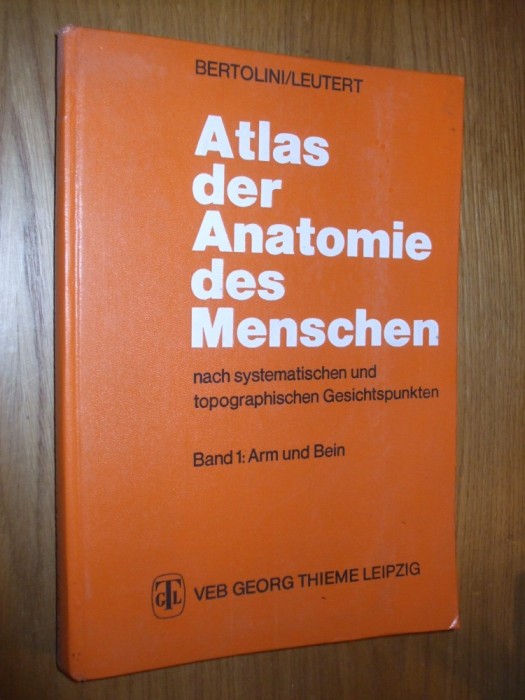 BERTOLINI/LEUTERT
Atlas
der
Anatomie
des
Menschen
nach systematischen und
topographischen Gesichtspunkten
Band 1: Arm und Bein
GTL
VEB GEORG THIEME LEIPZIG